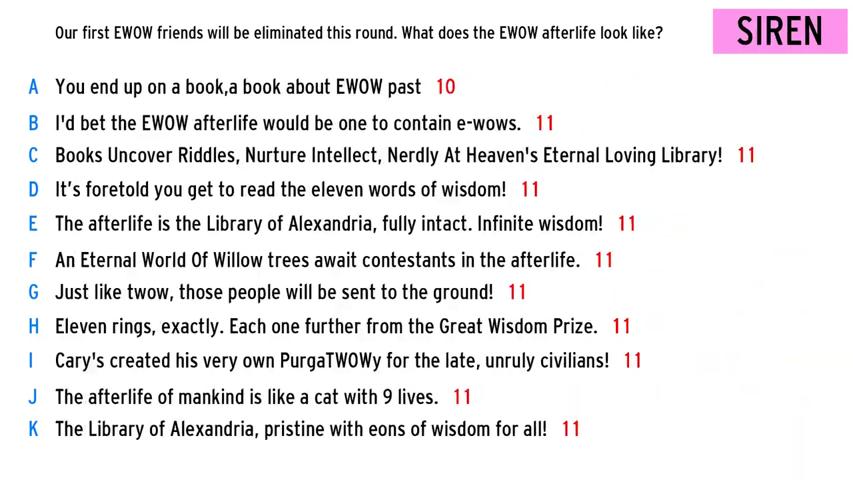 Our first EWOW friends will be eliminated this round. What does the EWOW afterlife look like?
SIREN
A You end up on a book,a book about EWOW past 10
B I'd bet the EWOW afterlife would be one to contain e-wows. 11
C Books Uncover Riddles, Nurture Intellect, Nerdly At Heaven's Eternal Loving Library! 11
D It's foretold you get to read the eleven words of wisdom! 11
E The afterlife is the Library of Alexandria, fully intact. Infinite wisdom! 11
F An Eternal World Of Willow trees await contestants in the afterlife. 11
G Just like twow, those people will be sent to the ground! 11
H Eleven rings, exactly. Each one further from the Great Wisdom Prize. 11
I Cary's created his very own PurgaTWOWy for the late, unruly civilians! 11
J The afterlife of mankind is like a cat with 9 lives. 11
K The Library of Alexandria, pristine with eons of wisdom for all! 11